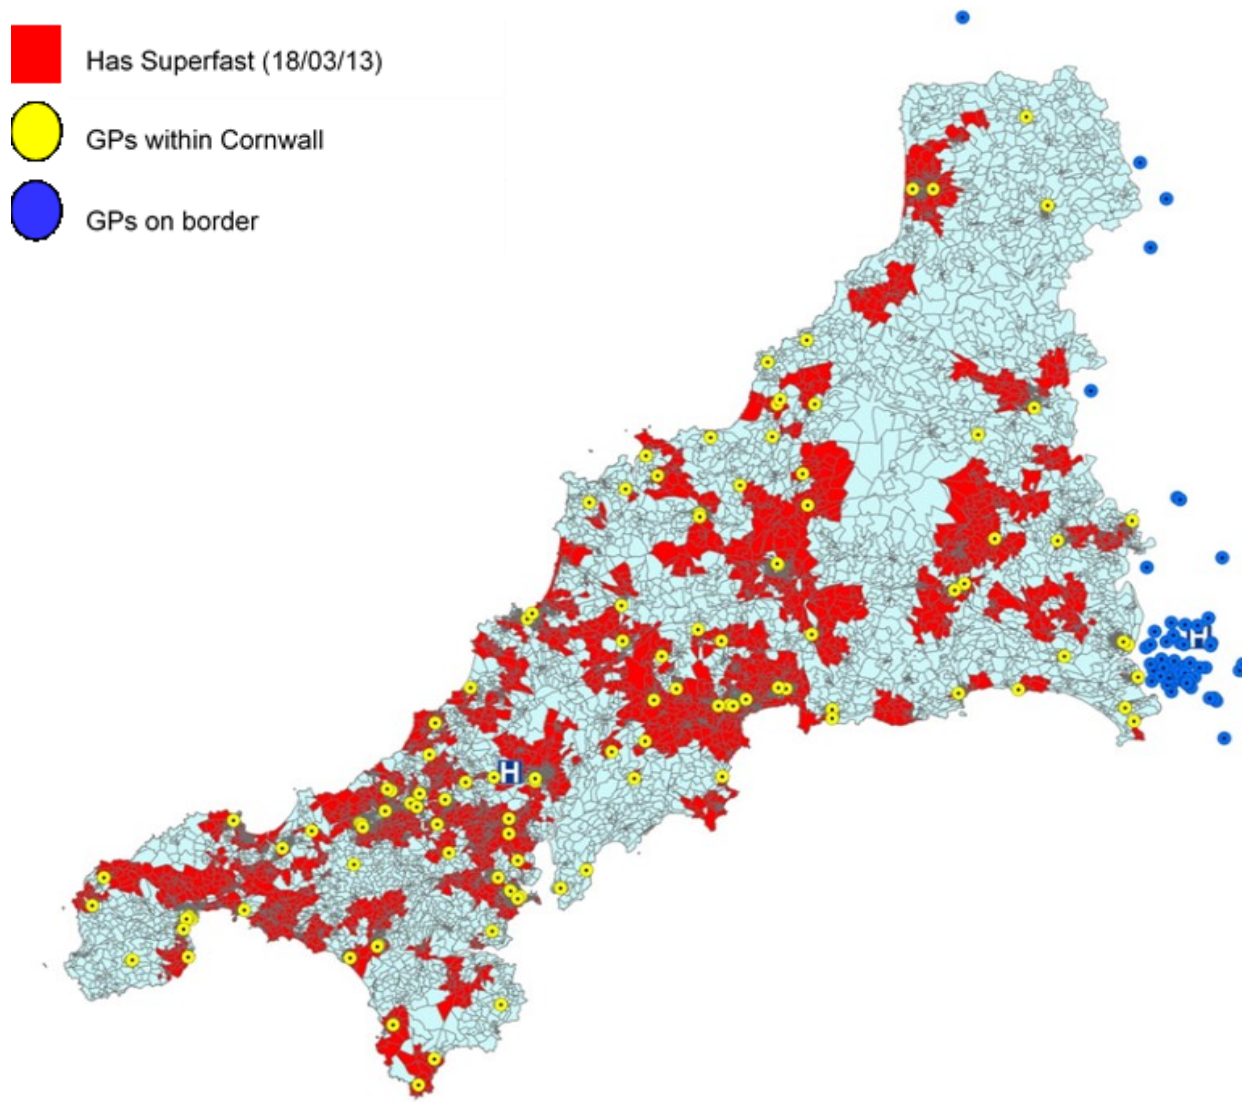 Has Superfast (18/03/13)
GPs within Cornwall
GPs on border
H
H